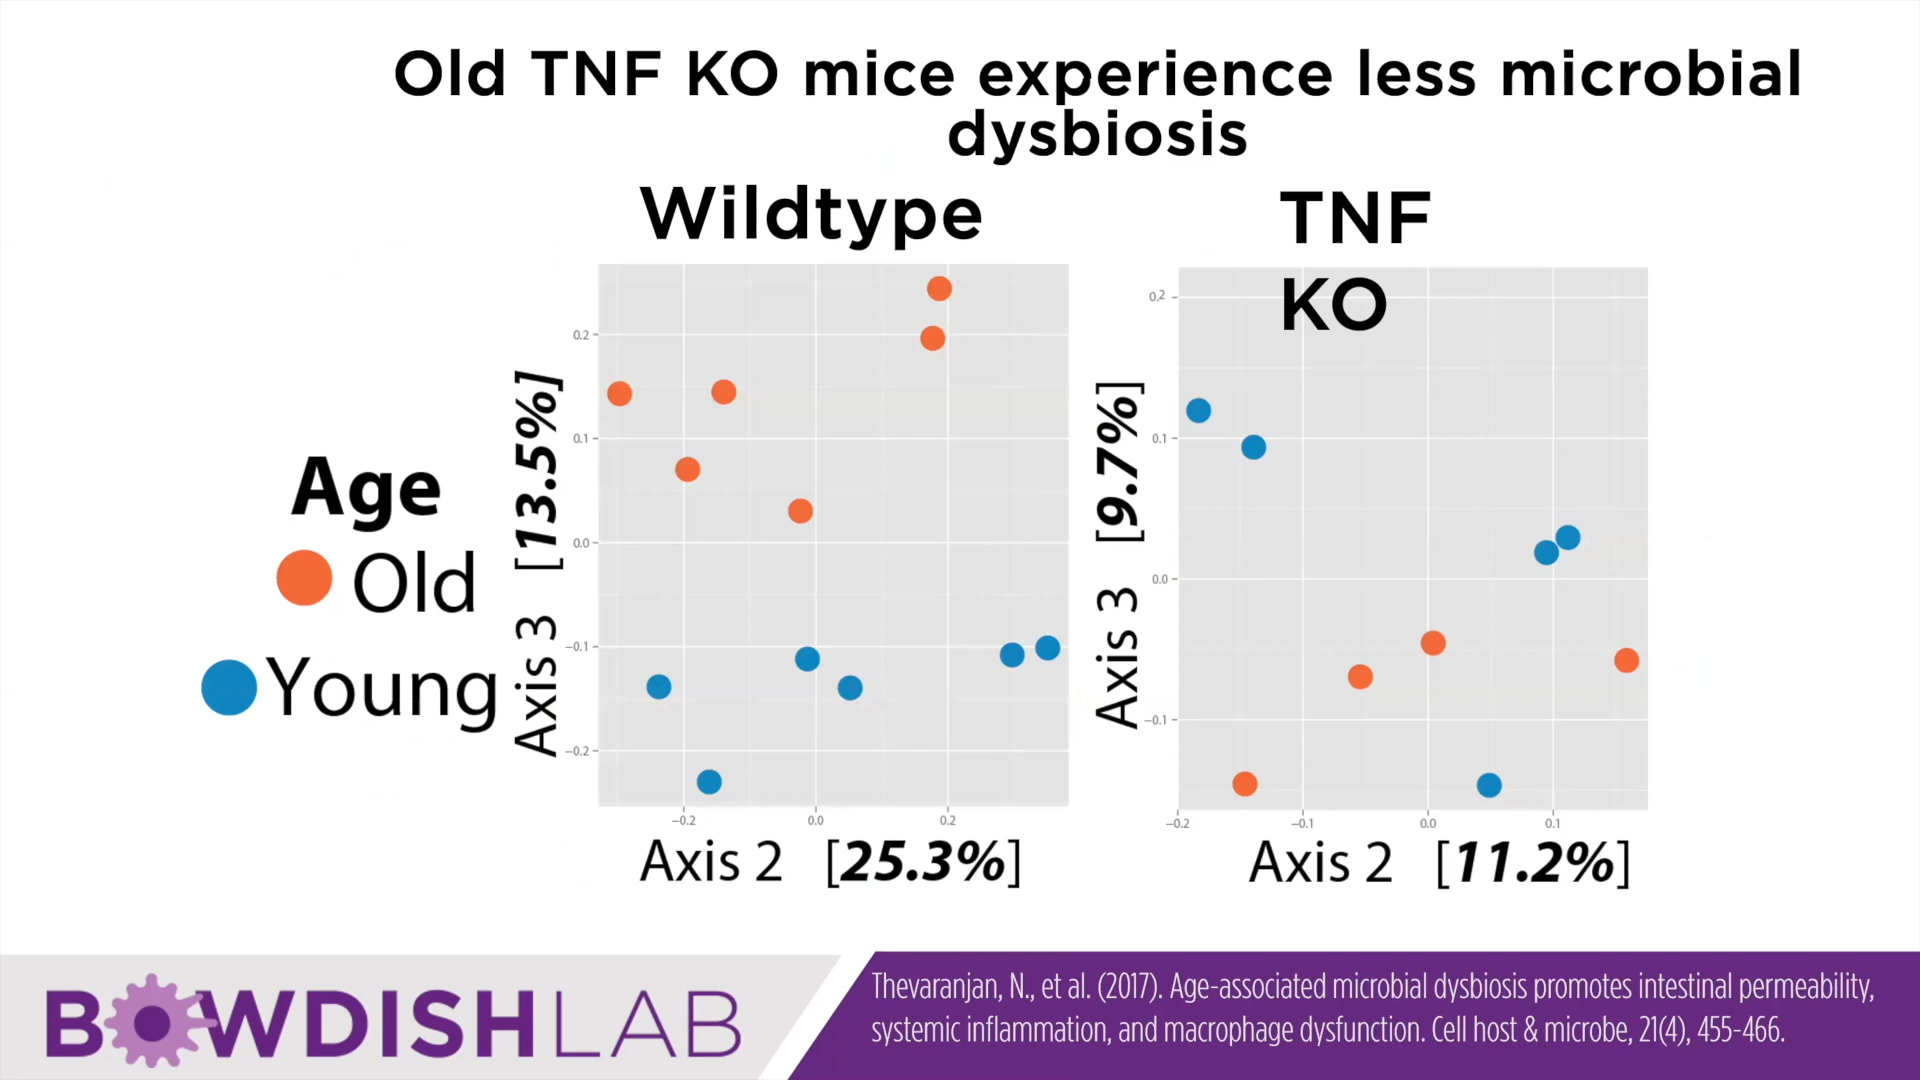 Old TNF KO mice experience less microbial
dysbiosis
Wildtype
TNF
KO
Age
Old
Young
Axis 3 [13.5%]
0.2
0.1
0.0
−0.1
−0.2
−0.2 0.0 0.2
Axis 2 [25.3%]
Axis 3 [9.7%]
0.2
0.1
0.0
−0.1
−0.2 −0.1 0.0 0.1
Axis 2 [11.2%]
BOWDISHLAB
Thevaranjan, N., et al. (2017). Age-associated microbial dysbiosis promotes intestinal permeability,
systemic inflammation, and macrophage dysfunction. Cell host & microbe, 21(4), 455-466.